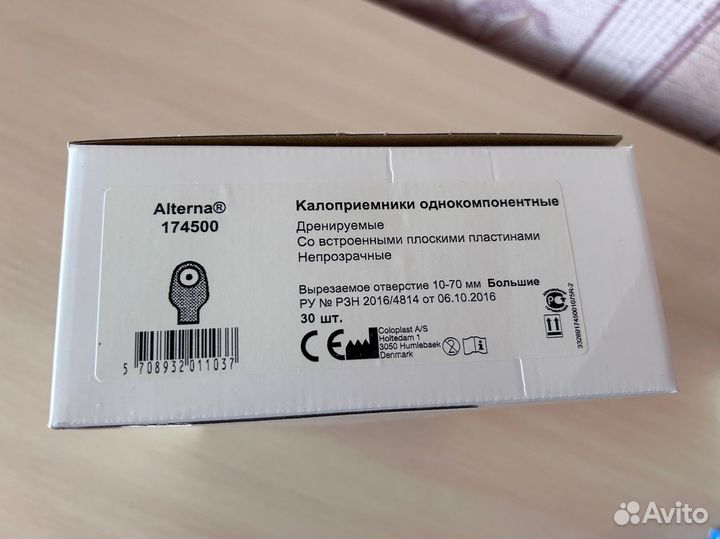 Alterna®
174500
Калоприемники однокомпонентные
Дренируемые
Со встроенными плоскими пластинами
Непрозрачные
Вырезаемое отверстие 10-70 мм Большие
РУ № РЗН 2016/4814 от 06.10.2016
30 шт.
CE
Coloplast A/S
Holtedam 1
3050 Humlebaek
Denmark
5 708932 011037
Avito